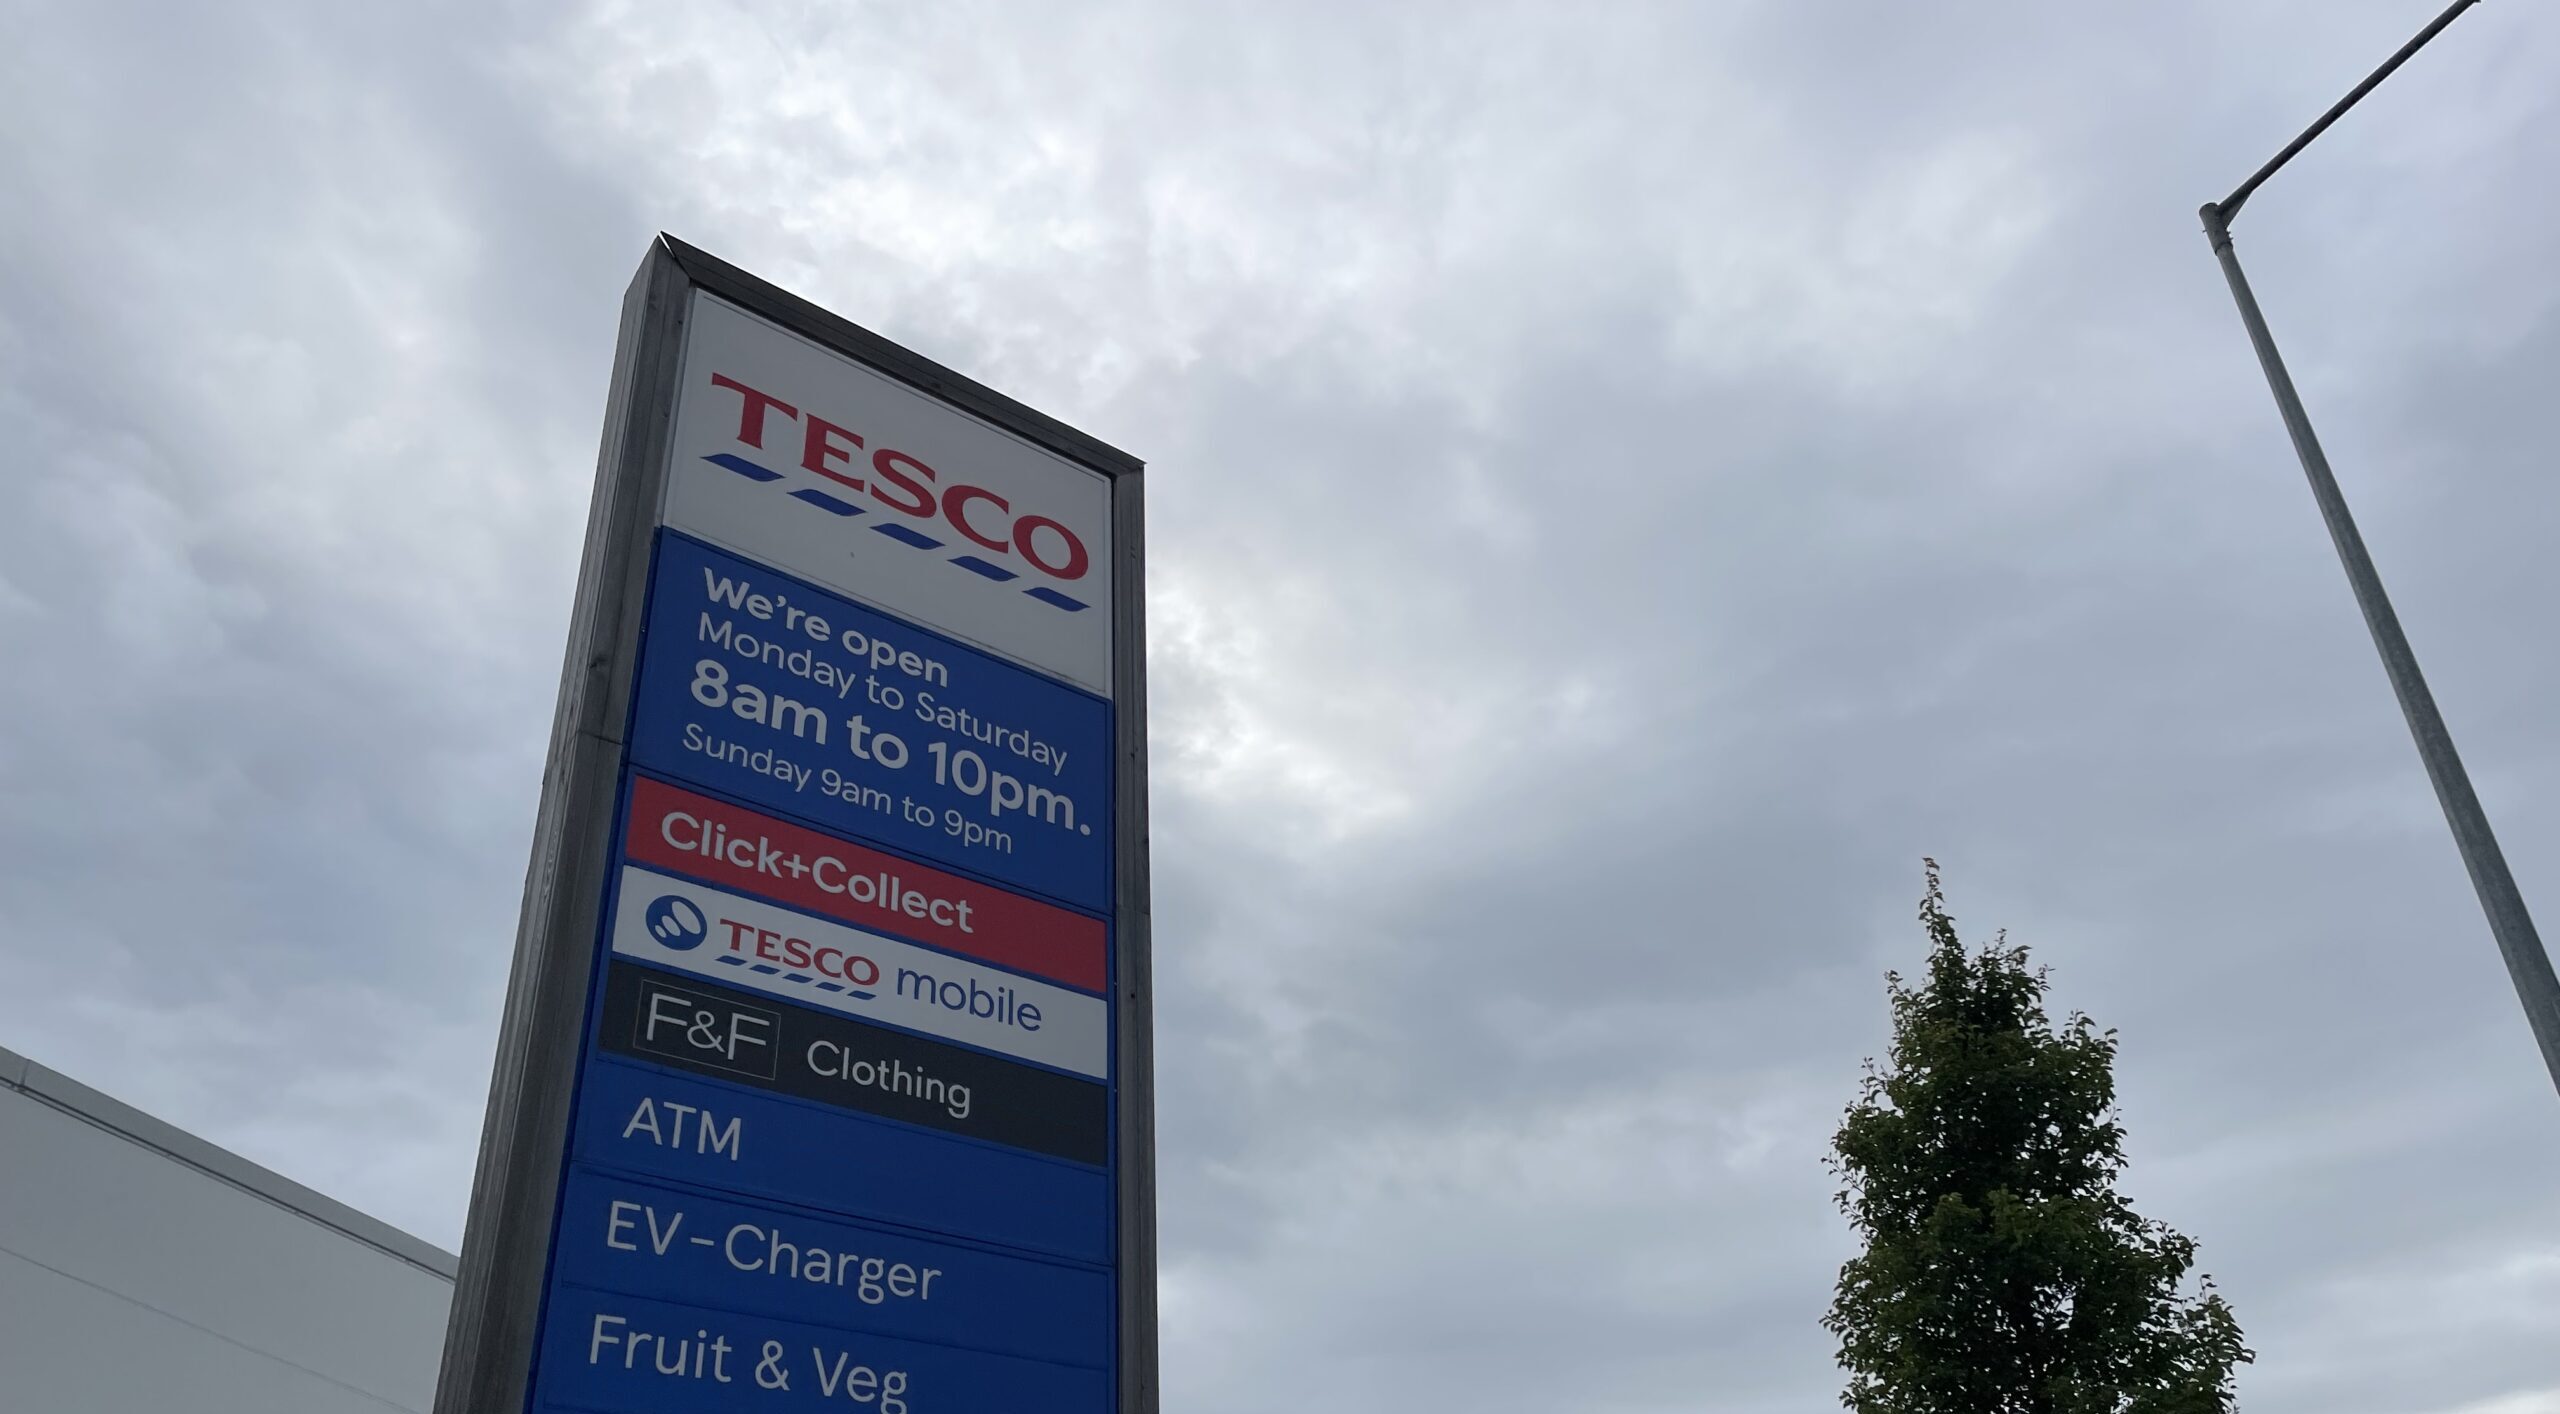 TESCO
We're open
Monday to Saturday
8am to 10pm.
Sunday 9am to 9pm
Click+Collect
TESCO mobile
F&F Clothing
ATM
EV-Charger
Fruit & Veg